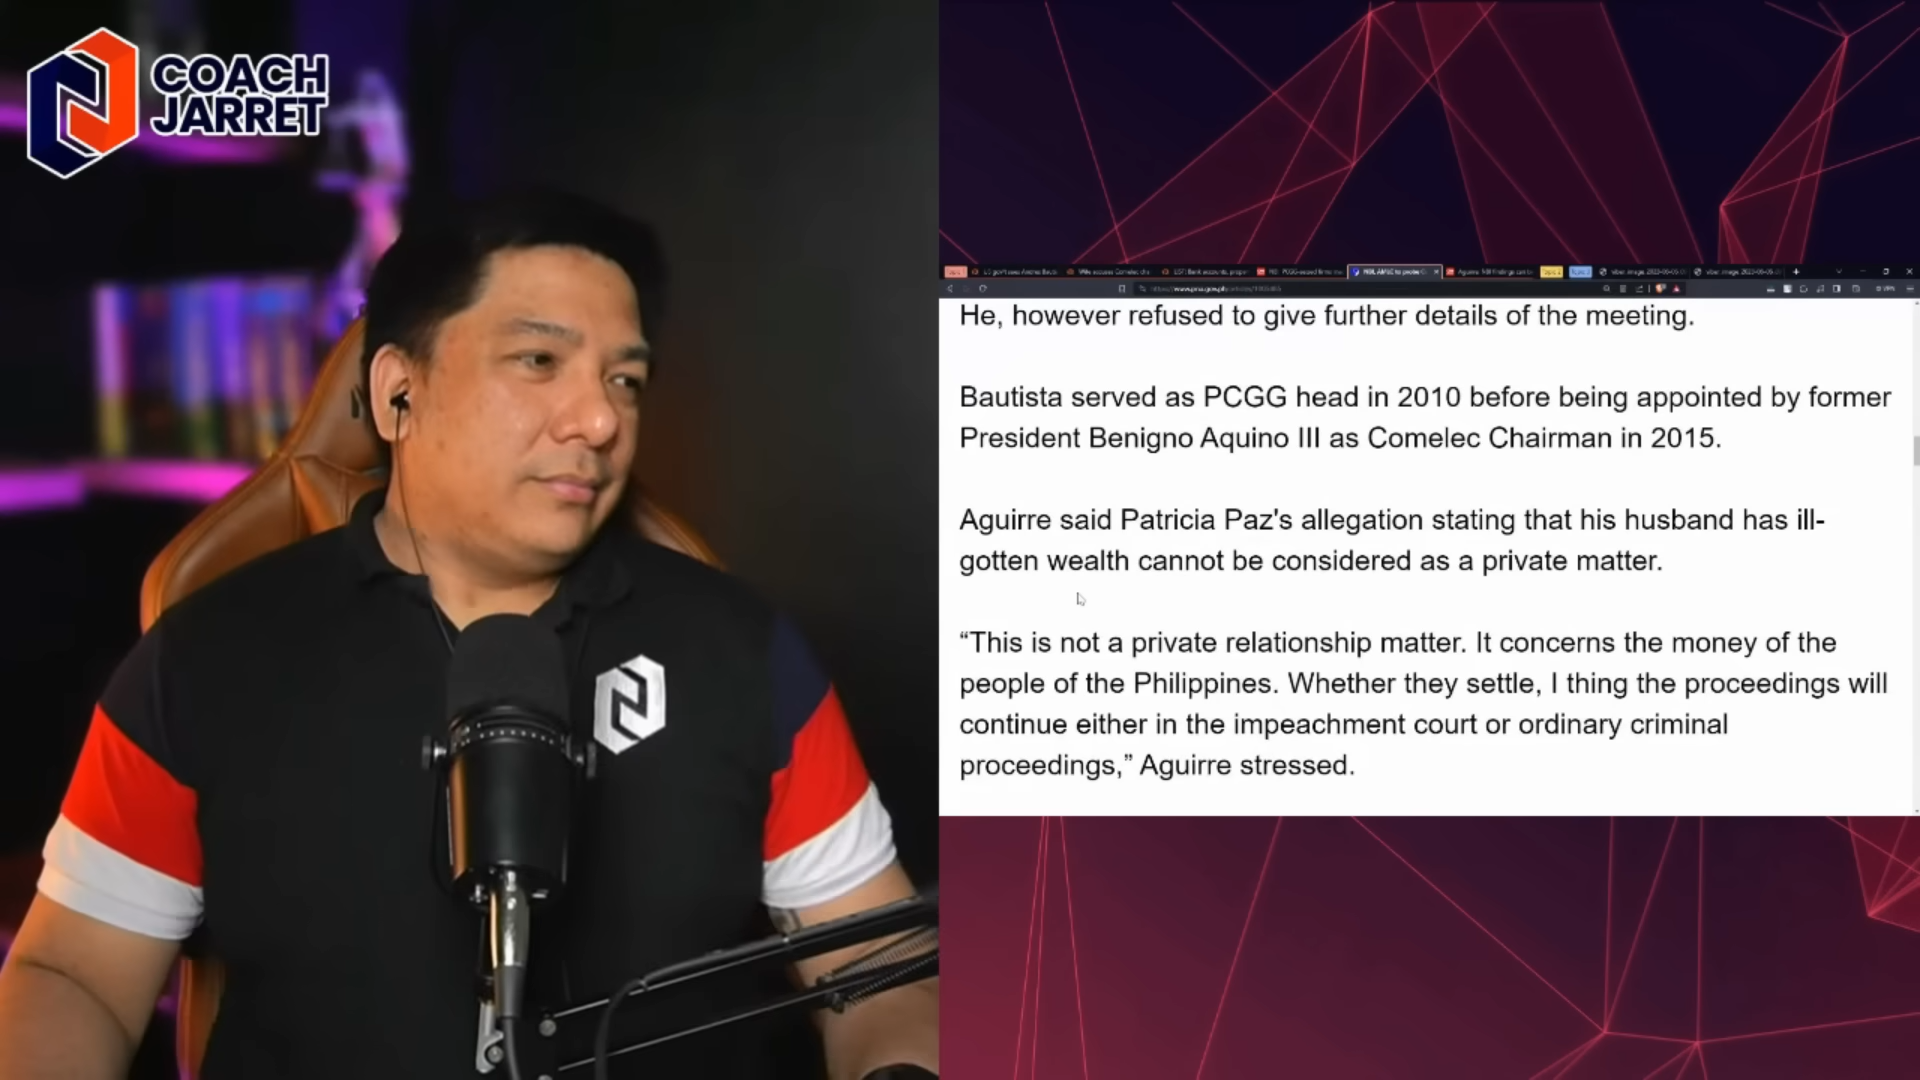 COACH
JARRET
He, however refused to give further details of the meeting.
Bautista served as PCGG head in 2010 before being appointed by former
President Benigno Aquino III as Comelec Chairman in 2015.
Aguirre said Patricia Paz's allegation stating that his husband has ill-
gotten wealth cannot be considered as a private matter.
“This is not a private relationship matter. It concerns the money of the
people of the Philippines. Whether they settle, I thing the proceedings will
continue either in the impeachment court or ordinary criminal
proceedings,” Aguirre stressed.